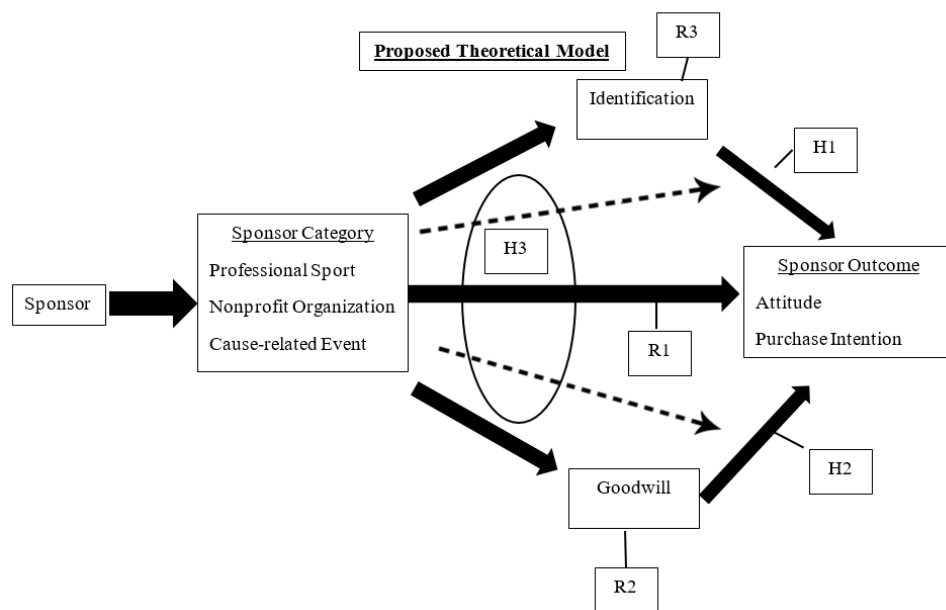 R3
Proposed Theoretical Model
Identification
H1
Sponsor Category
Professional Sport
Nonprofit Organization
Cause-related Event
H3
Sponsor Outcome
Attitude
Purchase Intention
Sponsor
R1
H2
Goodwill
R2